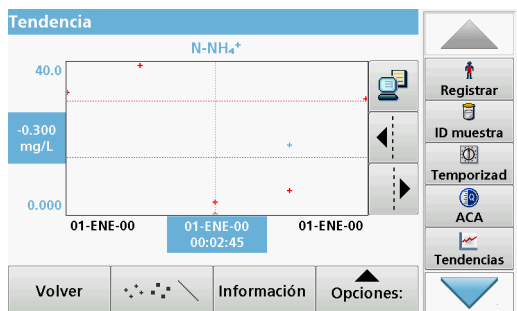 Tendencia
N-NH₄⁺
40.0
-0.300
mg/L
0.000
01-ENE-00
01-ENE-00
00:02:45
01-ENE-00
Volver
Información
Opciones:
Registrar
ID muestra
Temporizad
ACA
Tendencias